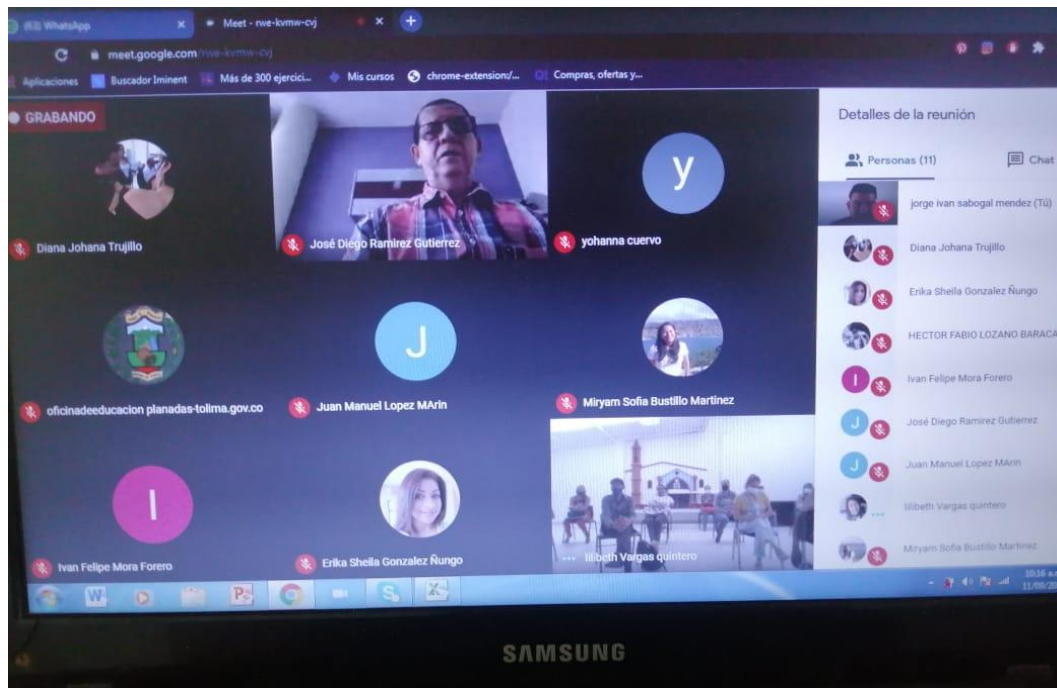 WhatsApp
Meet - rwe-kvmw-cvj
meet.google.com/rwe-kvmw-cvj
Aplicaciones
Buscador Iminent
Más de 300 ejercici...
Mis cursos
chrome-extension:/...
Compras, ofertas y...
GRABANDO
Diana Johana Trujillo
José Diego Ramirez Gutierrez
y
yohanna cuervo
oficinadeeducacion planadas-tolima.gov.co
J
Juan Manuel Lopez MArin
Miryam Sofia Bustillo Martinez
I
Ivan Felipe Mora Forero
Erika Sheila Gonzalez Ñungo
lilibeth Vargas quintero
Detalles de la reunión
Personas (11)
Chat
jorge ivan sabogal mendez (Tú)
Diana Johana Trujillo
Erika Sheila Gonzalez Ñungo
HECTOR FABIO LOZANO BARACA
I
Ivan Felipe Mora Forero
J
José Diego Ramirez Gutierrez
J
Juan Manuel Lopez MArin
lilibeth Vargas quintero
Miryam Sofia Bustillo Martinez
10:16 a.
SAMSUNG